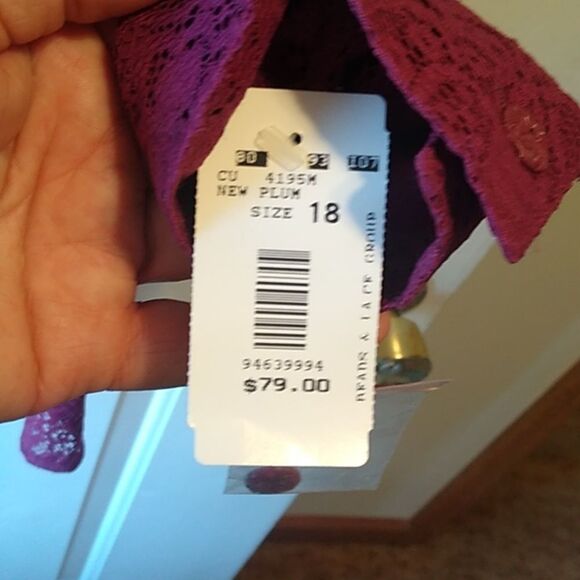 80 93 107
CU 4195M
NEW PLUM
SIZE 18
94639994
$79.00
BEADS & LACE GROUP